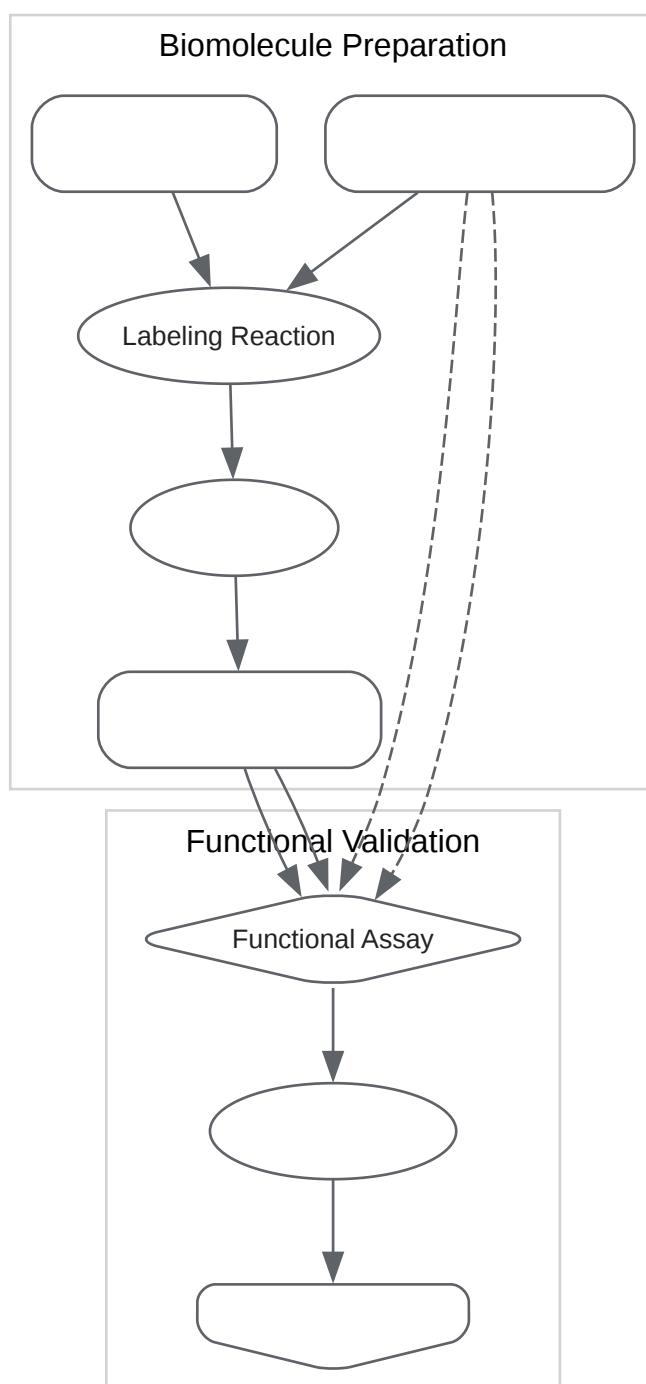 Biomolecule Preparation
Labeling Reaction
Functional Validation
Functional Assay